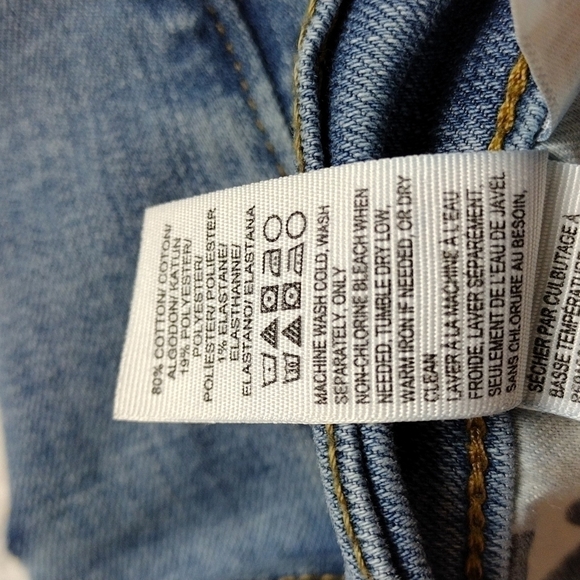 80% COTTON/ COTON/
ALGODON/ KATUN
19% POLYESTER/
POLYESTER/
POLIESTER/ POLYESTER
1% ELASTANE/
ELASTHANNE/
ELASTANO/ ELASTANA
30
MACHINE WASH COLD, WASH
SEPARATELY. ONLY
NON-CHLORINE BLEACH WHEN
NEEDED. TUMBLE DRY LOW,
WARM IRON IF NEEDED. OR DRY
CLEAN
LAVER À LA MACHINE À L'EAU
FROIDE, LAVER SÉPAREMENT.
SEULEMENT DE L'EAU DE JAVEL
SANS CHLORURE AU BESOIN,
SÉCHER PAR CULBUTAGE À
BASSE